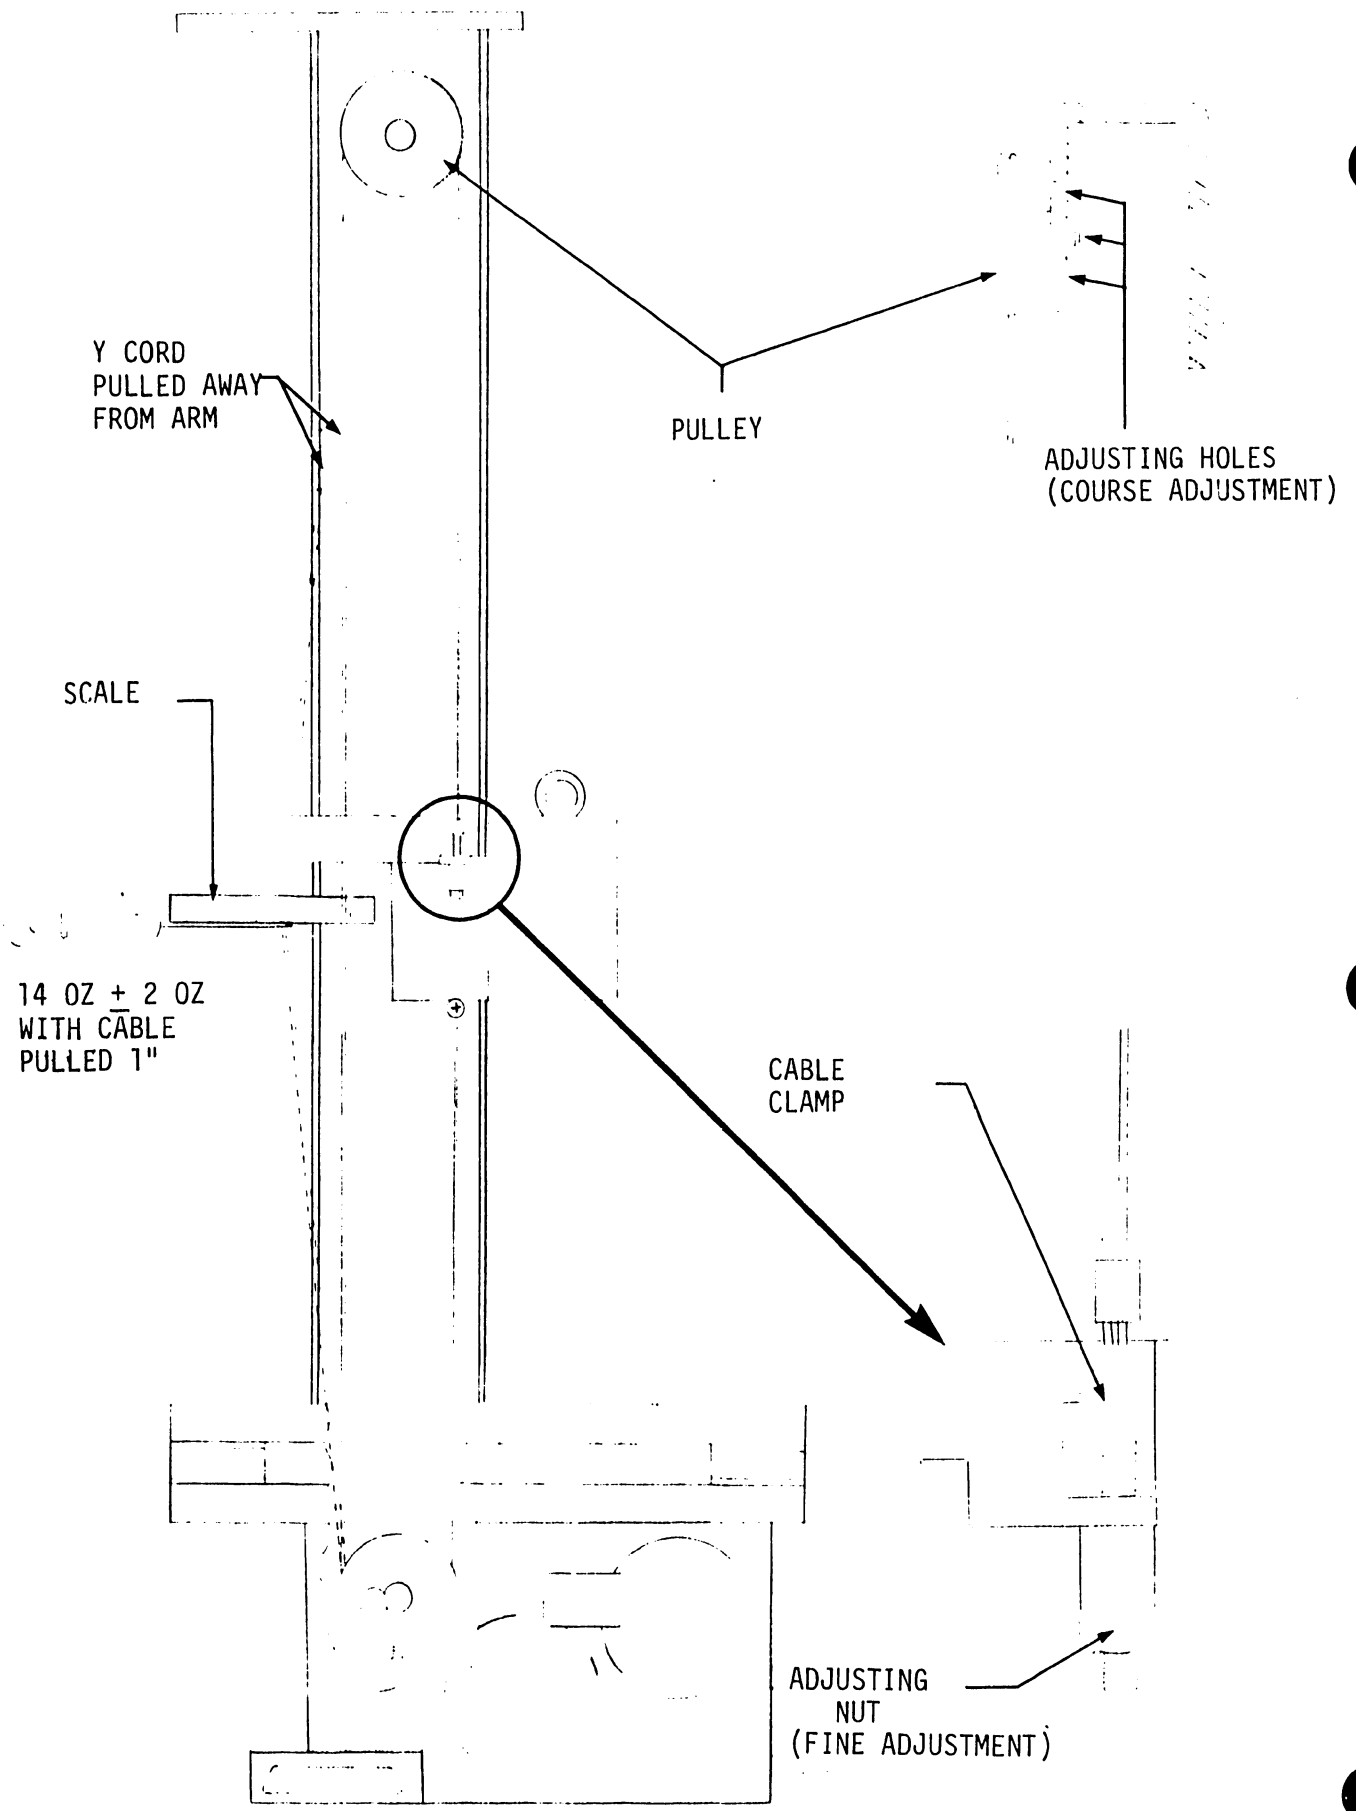 Y CORD
PULLED AWAY
FROM ARM
PULLEY
ADJUSTING HOLES
(COURSE ADJUSTMENT)
SCALE
14 OZ ± 2 OZ
WITH CABLE
PULLED 1"
CABLE
CLAMP
ADJUSTING
NUT
(FINE ADJUSTMENT)